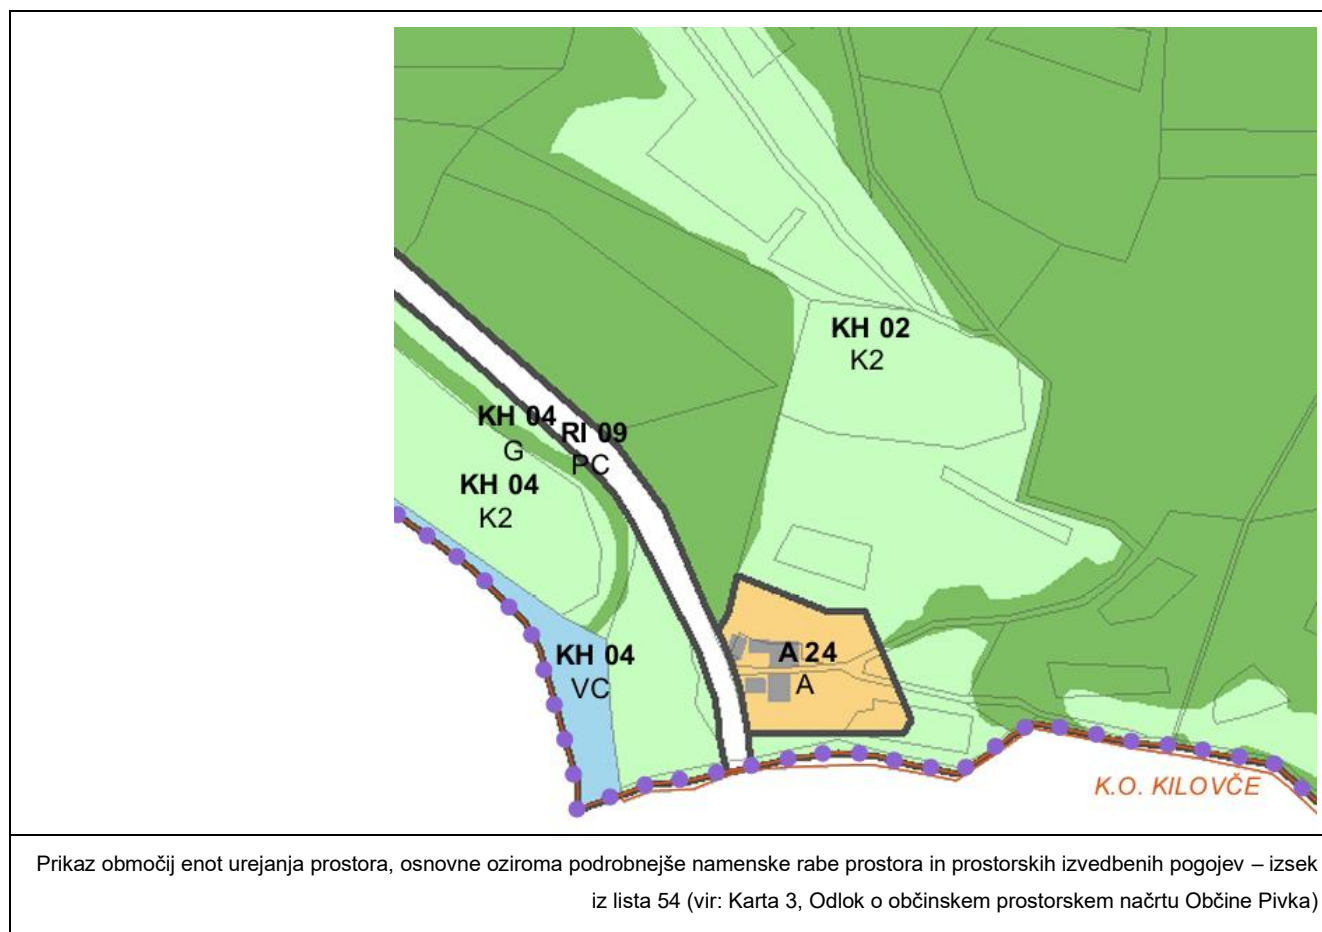 KH 02
K2
KH 04
G
RI 09
PC
KH 04
K2
KH 04
VC
A 24
A
K.O. KILOVČE
Prikaz območij enot urejanja prostora, osnovne oziroma podrobnejše namenske rabe prostora in prostorskih izvedbenih pogojev – izsek
iz lista 54 (vir: Karta 3, Odlok o občinskem prostorskem načrtu Občine Pivka)